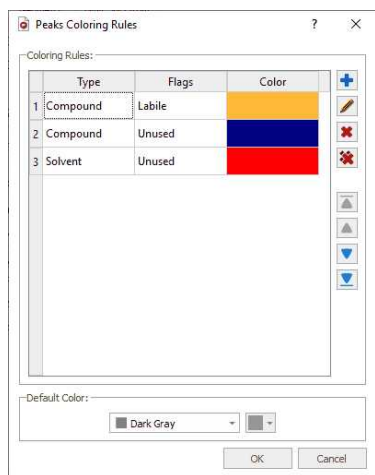 Peaks Coloring Rules ?
Coloring Rules:
Type Flags Color
1 Compound Labile
2 Compound Unused
3 Solvent Unused
Default Color:
Dark Gray
OK Cancel